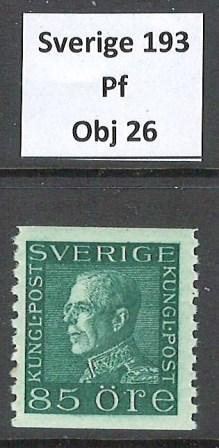 Sverige 193
Pf
Obj 26
SVERIGE
KUNGL·POST
KUNGL·POST
85 ÖRE